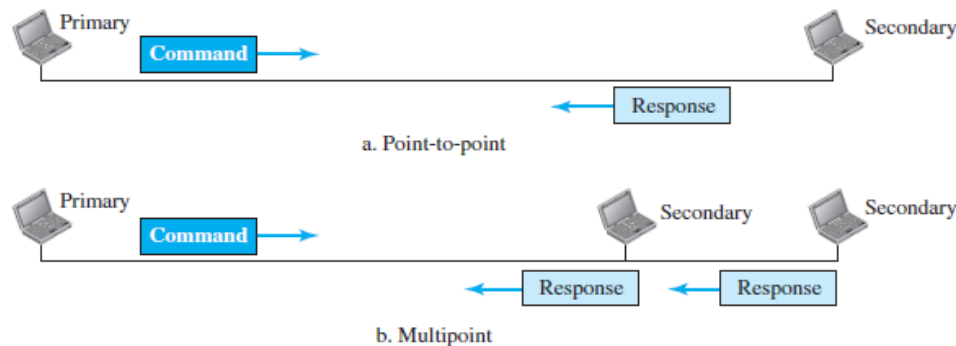 Primary
Secondary
Command
Response
a. Point-to-point
Primary
Secondary
Secondary
Command
Response
Response
b. Multipoint